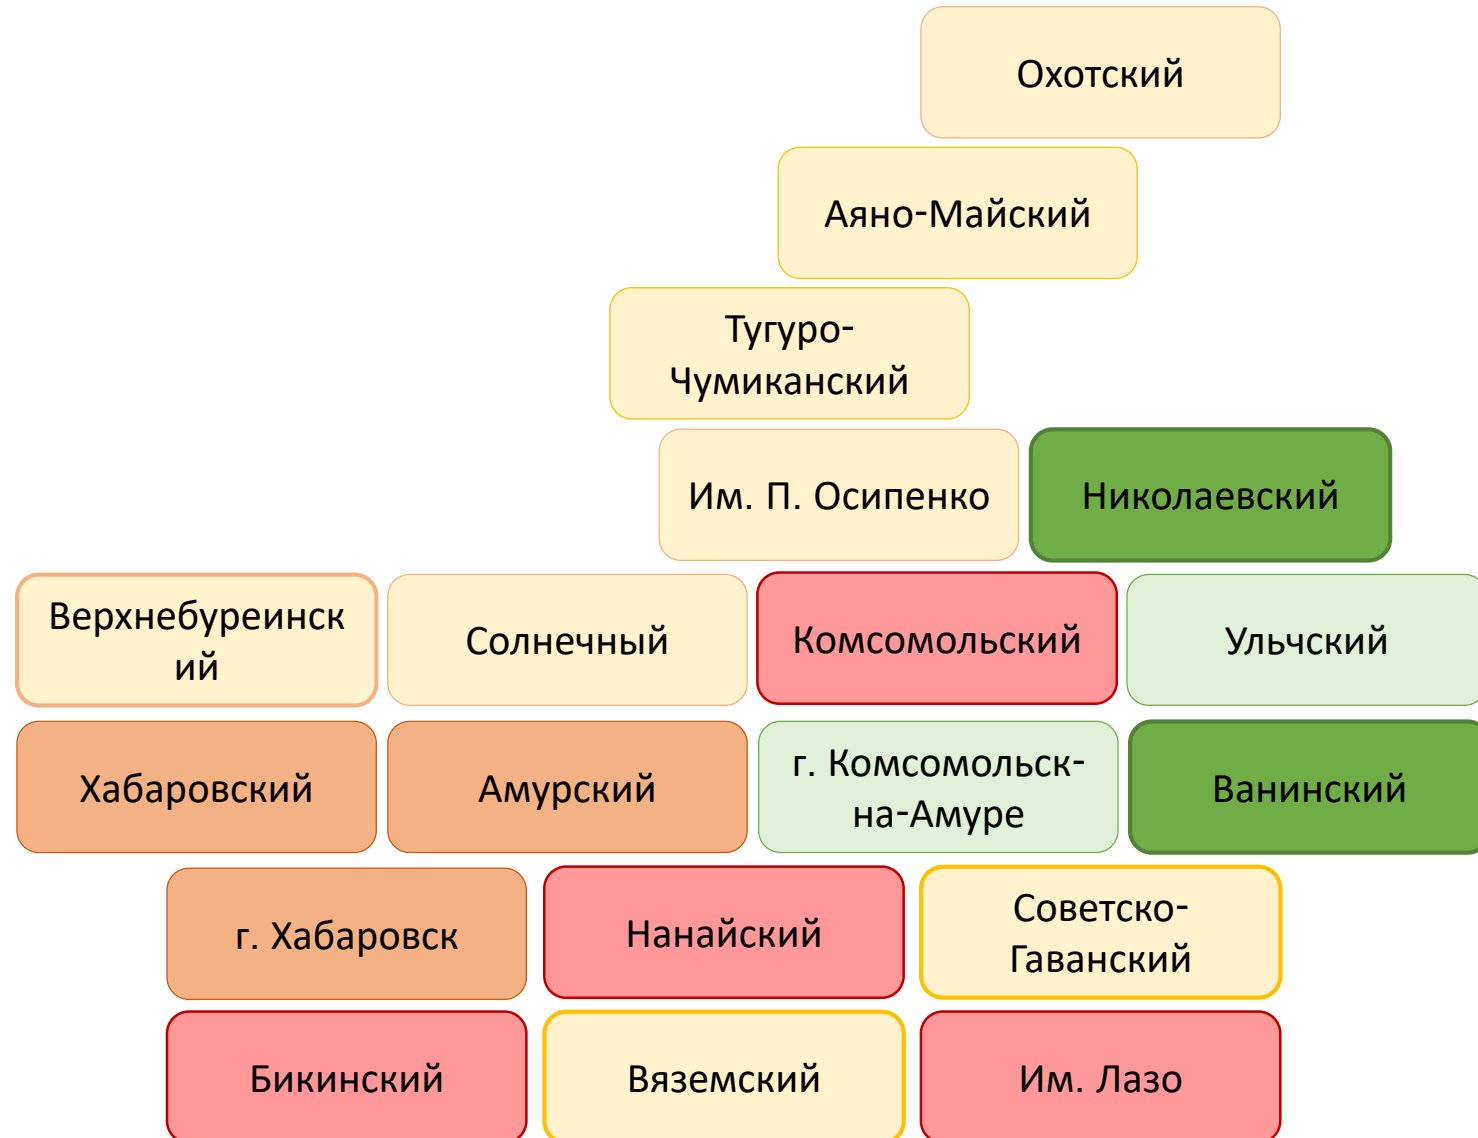 Охотский
Аяно-Майский
Тугуро-
Чумиканский
Им. П. Осипенко
Николаевский
Верхнебуреинск
ий
Солнечный
Комсомольский
Ульчский
Хабаровский
Амурский
г. Комсомольск-
на-Амуре
Ванинский
г. Хабаровск
Нанайский
Советско-
Гаванский
Бикинский
Вяземский
Им. Лазо